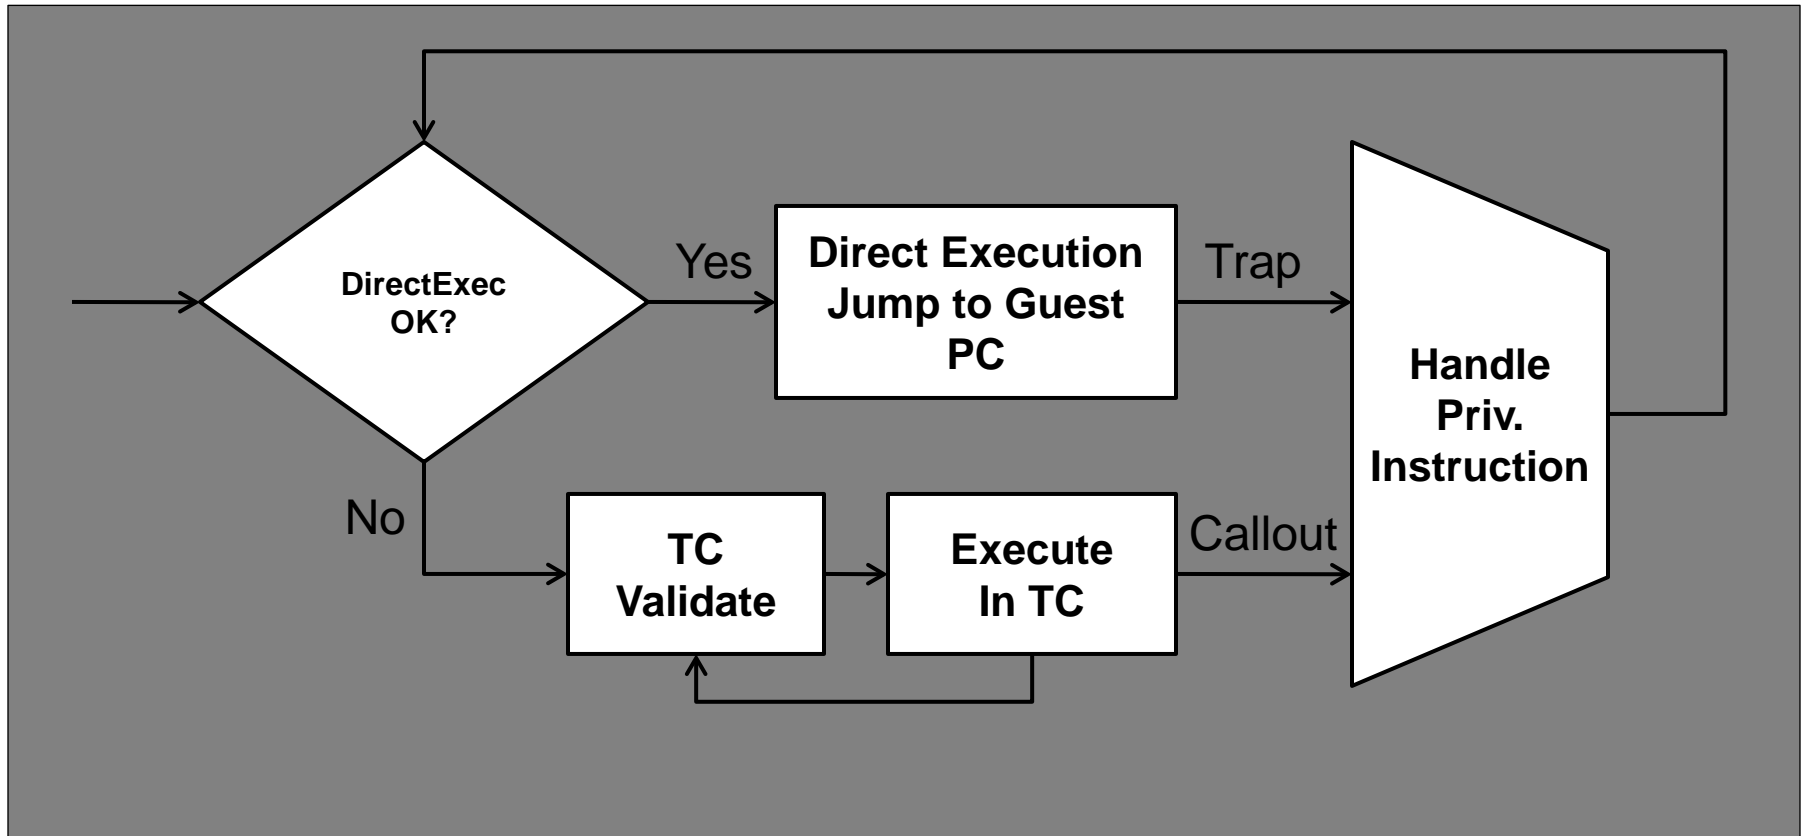 DirectExec
OK?
Yes
Direct Execution
Jump to Guest
PC
Trap
Handle
Priv.
Instruction
No
TC
Validate
Execute
In TC
Callout